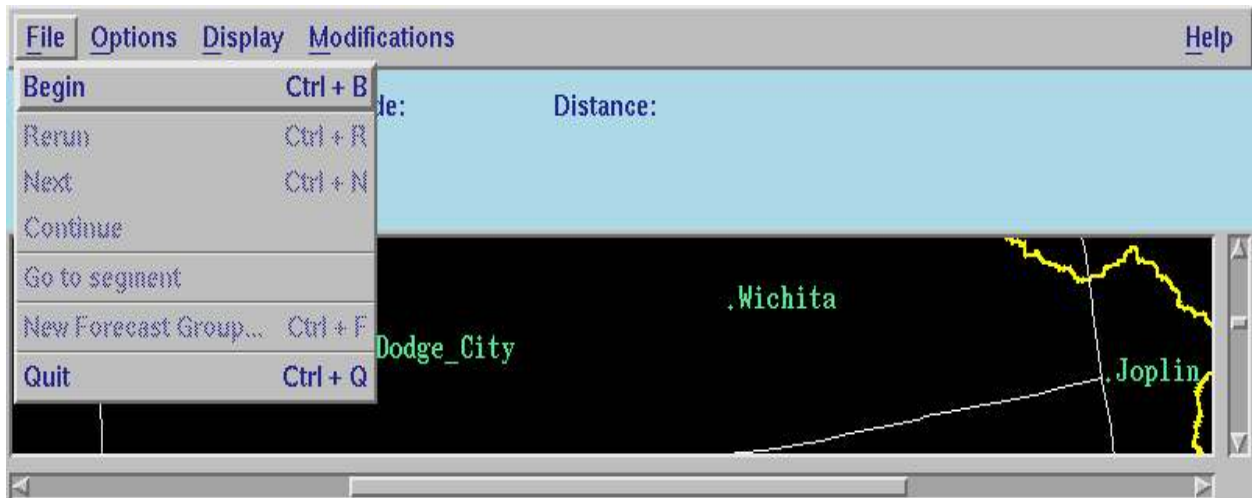 File Options Display Modifications Help
Begin Ctrl + B
de: Distance:
Rerun Ctrl + R
Next Ctrl + N
Continue
Go to segment
New Forecast Group... Ctrl + F
Quit Ctrl + Q
.Wichita
Dodge_City
.Joplin